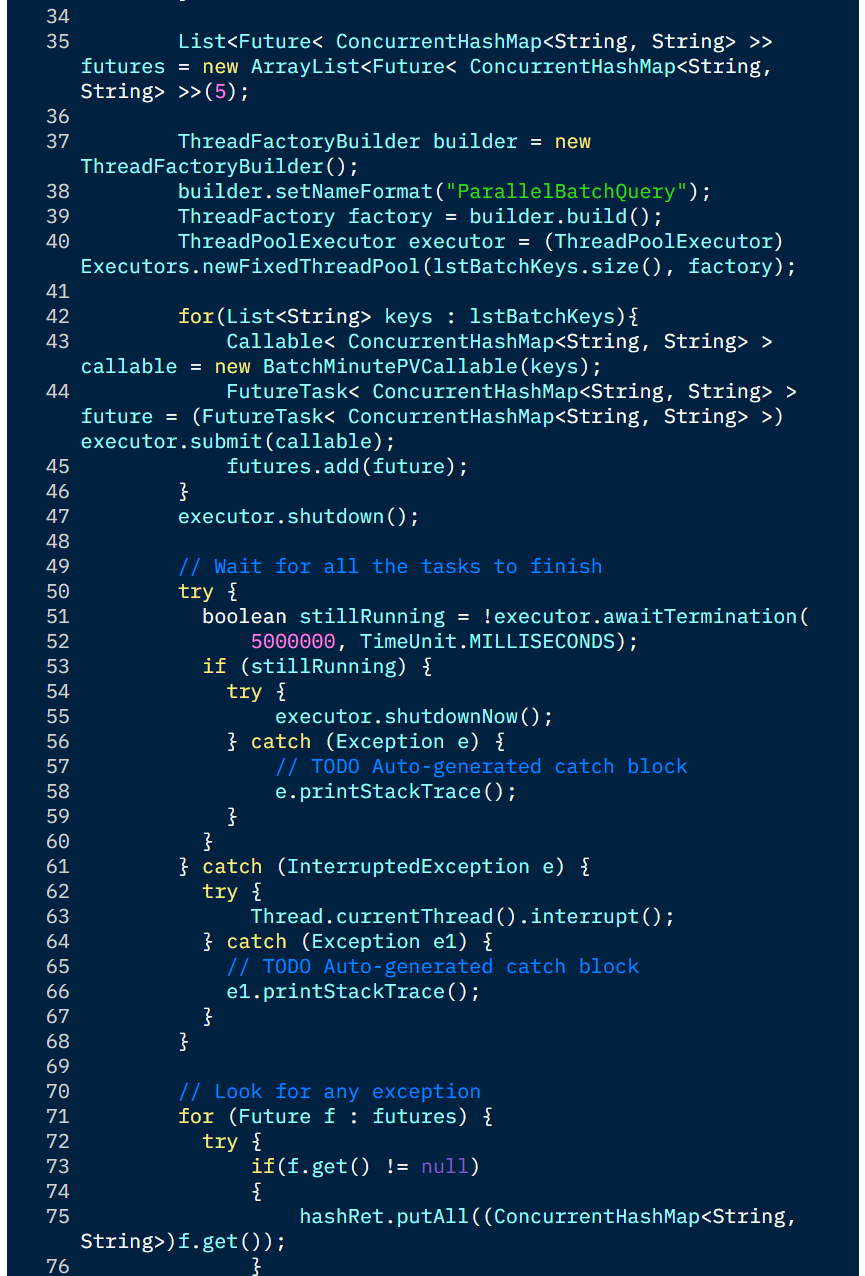 34
35         List<Future< ConcurrentHashMap<String, String> >>
futures = new ArrayList<Future< ConcurrentHashMap<String,
String> >>(5);
36
37         ThreadFactoryBuilder builder = new
ThreadFactoryBuilder();
38         builder.setNameFormat("ParallelBatchQuery");
39         ThreadFactory factory = builder.build();
40         ThreadPoolExecutor executor = (ThreadPoolExecutor)
Executors.newFixedThreadPool(lstBatchKeys.size(), factory);
41
42         for(List<String> keys : lstBatchKeys){
43             Callable< ConcurrentHashMap<String, String> >
callable = new BatchMinutePVCallable(keys);
44             FutureTask< ConcurrentHashMap<String, String> >
future = (FutureTask< ConcurrentHashMap<String, String> >)
executor.submit(callable);
45             futures.add(future);
46         }
47         executor.shutdown();
48
49         // Wait for all the tasks to finish
50         try {
51           boolean stillRunning = !executor.awaitTermination(
52               5000000, TimeUnit.MILLISECONDS);
53           if (stillRunning) {
54             try {
55                 executor.shutdownNow();
56             } catch (Exception e) {
57                 // TODO Auto-generated catch block
58                 e.printStackTrace();
59             }
60           }
61         } catch (InterruptedException e) {
62           try {
63               Thread.currentThread().interrupt();
64           } catch (Exception e1) {
65             // TODO Auto-generated catch block
66             e1.printStackTrace();
67           }
68         }
69
70         // Look for any exception
71         for (Future f : futures) {
72           try {
73               if(f.get() != null)
74               {
75                   hashRet.putAll((ConcurrentHashMap<String,
String>)f.get());
76               }